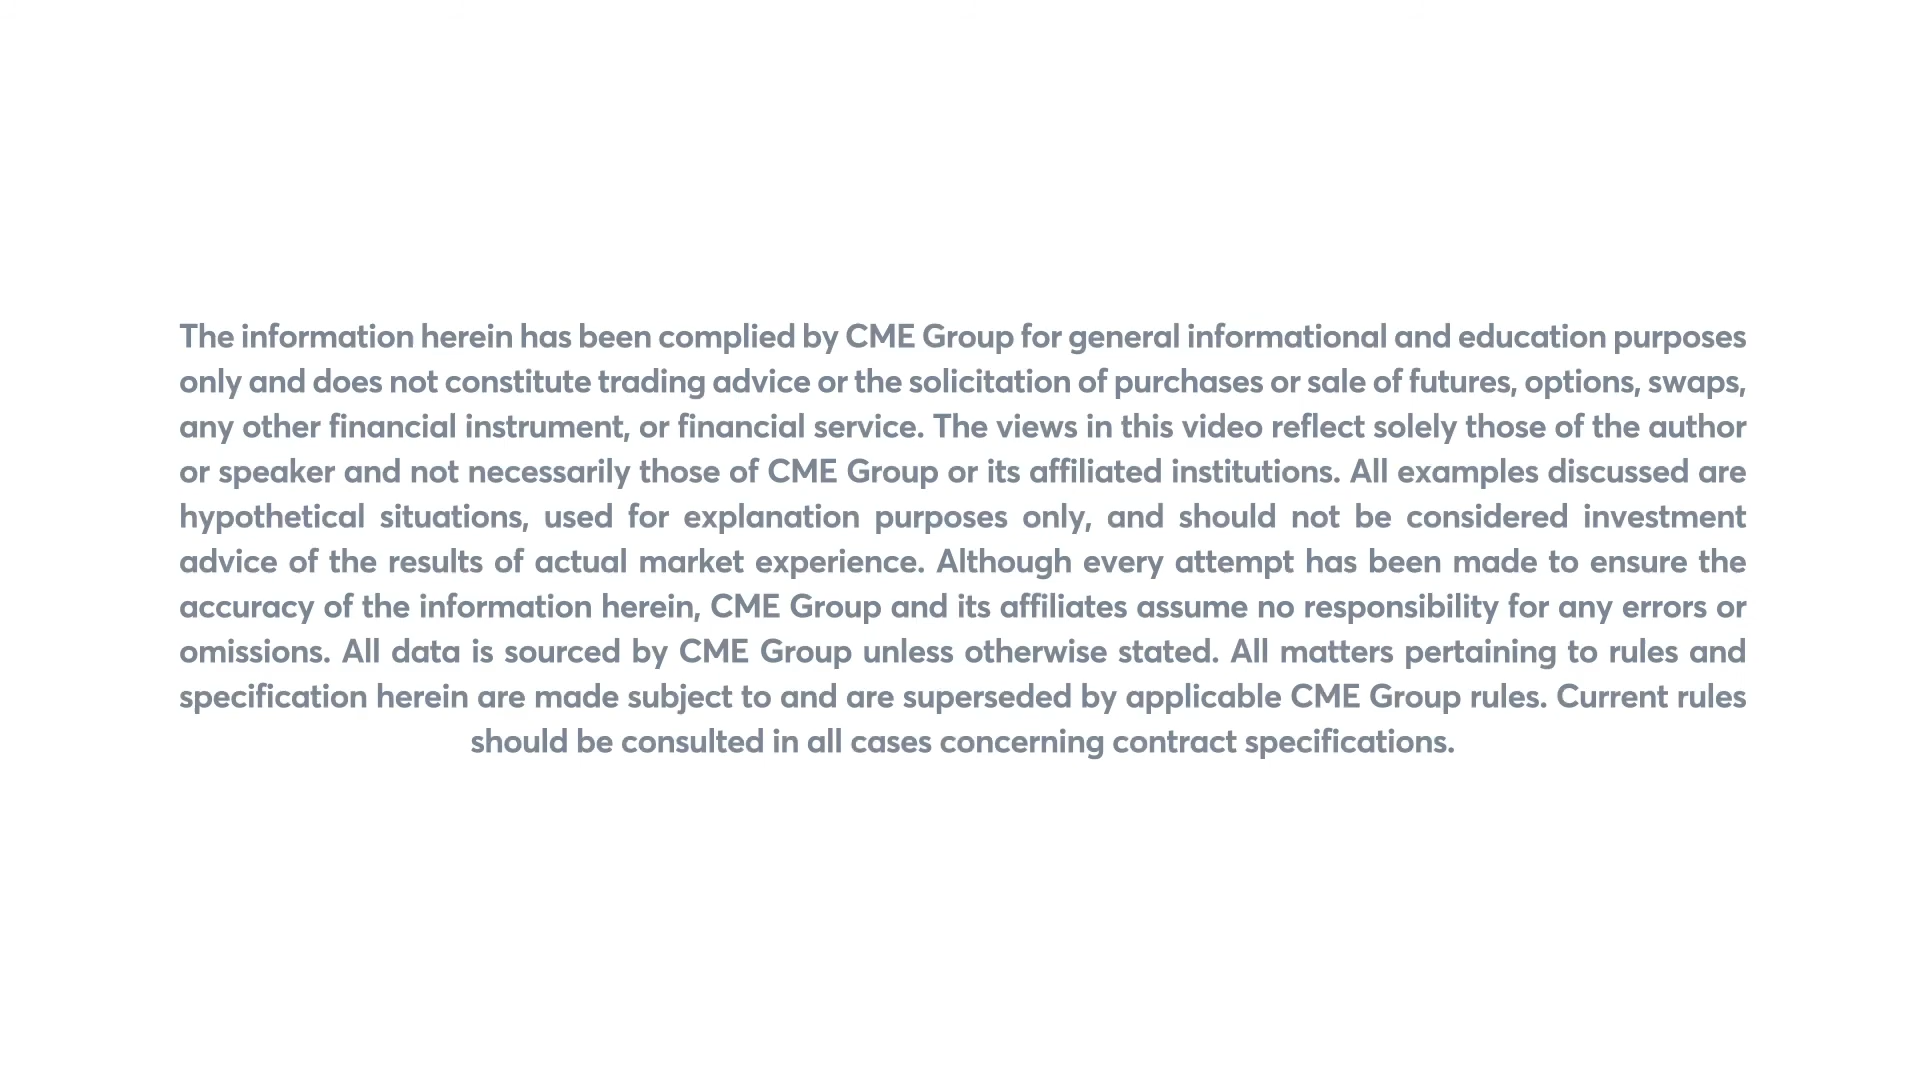 The information herein has been complied by CME Group for general informational and education purposes
only and does not constitute trading advice or the solicitation of purchases or sale of futures, options, swaps,
any other financial instrument, or financial service. The views in this video reflect solely those of the author
or speaker and not necessarily those of CME Group or its affiliated institutions. All examples discussed are
hypothetical situations, used for explanation purposes only, and should not be considered investment
advice of the results of actual market experience. Although every attempt has been made to ensure the
accuracy of the information herein, CME Group and its affiliates assume no responsibility for any errors or
omissions. All data is sourced by CME Group unless otherwise stated. All matters pertaining to rules and
specification herein are made subject to and are superseded by applicable CME Group rules. Current rules
should be consulted in all cases concerning contract specifications.